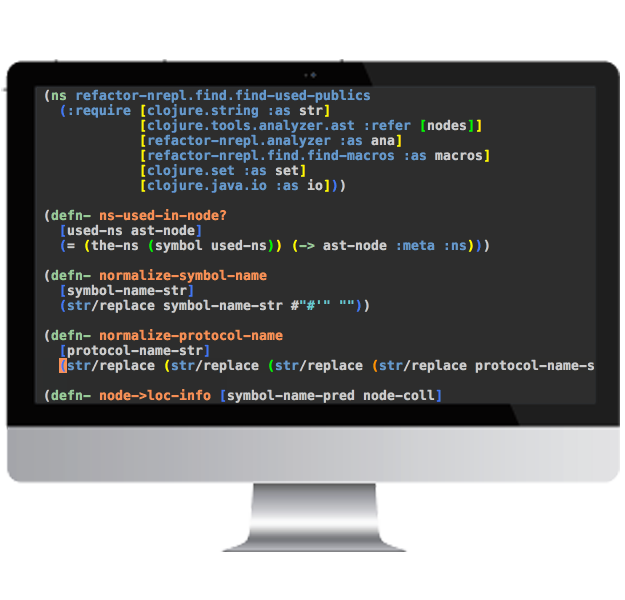 (ns refactor-nrepl.find.find-used-publics
  (:require [clojure.string :as str]
            [clojure.tools.analyzer.ast :refer [nodes]]
            [refactor-nrepl.analyzer :as ana]
            [refactor-nrepl.find.find-macros :as macros]
            [clojure.set :as set]
            [clojure.java.io :as io]))
(defn- ns-used-in-node?
  [used-ns ast-node]
  (= (the-ns (symbol used-ns)) (-> ast-node :meta :ns)))
(defn- normalize-symbol-name
  [symbol-name-str]
  (str/replace symbol-name-str #"#'" ""))
(defn- normalize-protocol-name
  [protocol-name-str]
  (str/replace (str/replace (str/replace (str/replace protocol-name-s
(defn- node->loc-info [symbol-name-pred node-coll]